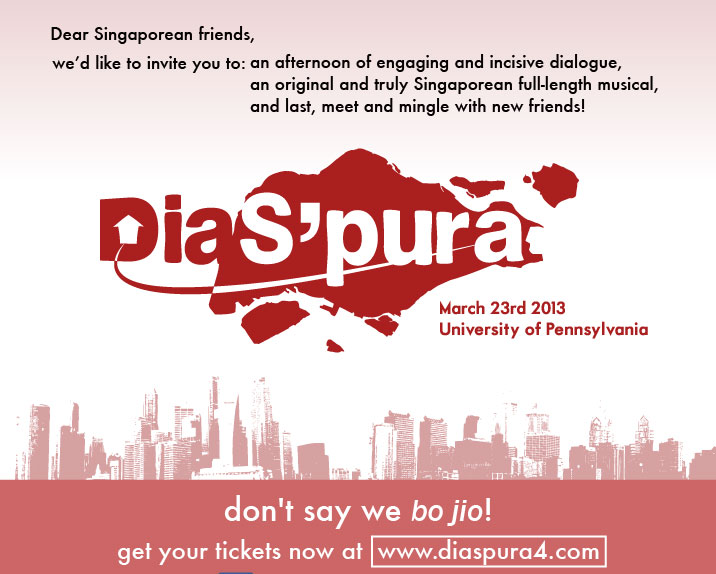 Dear Singaporean friends,
we'd like to invite you to: an afternoon of engaging and incisive dialogue,
an original and truly Singaporean full-length musical,
and last, meet and mingle with new friends!
DiaS'pura
March 23rd 2013
University of Pennsylvania
don't say we bo jio!
get your tickets now at www.diaspura4.com